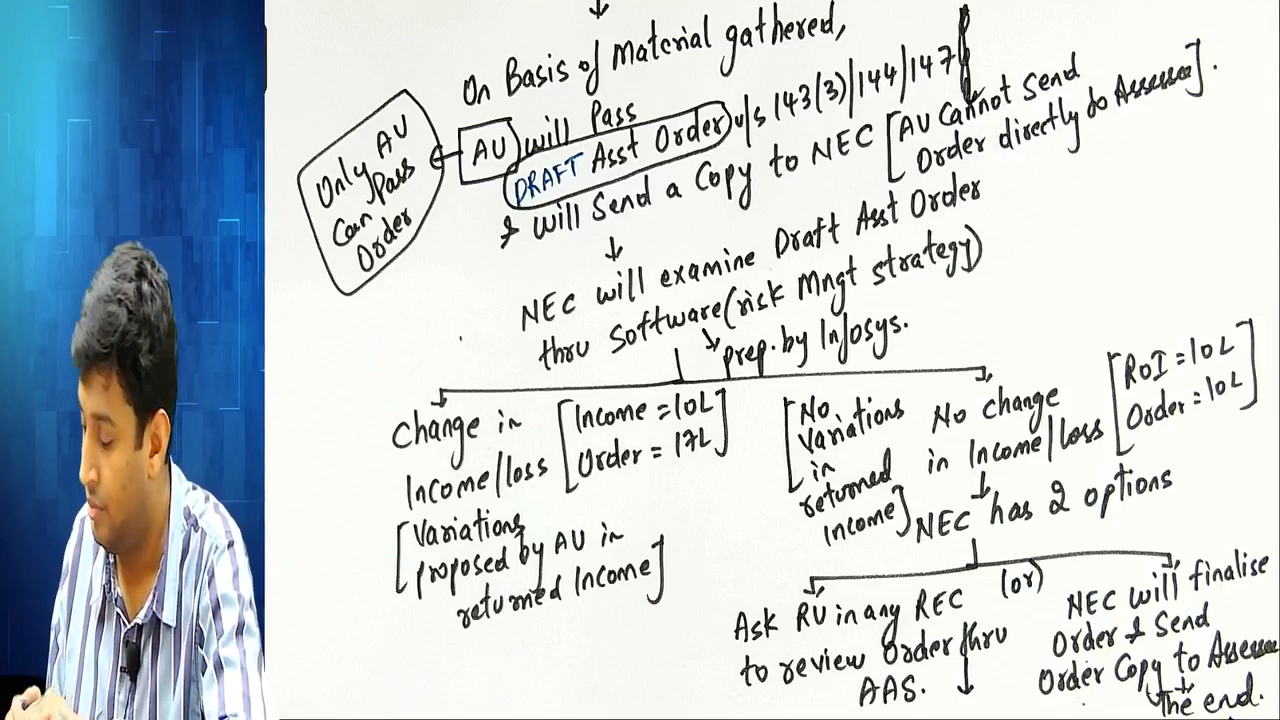 On Basis of Material gathered,
Only AU
Can Pass
Order
AU will Pass
DRAFT Asst Order u/s 143(3)/144/147
& will Send a Copy to NEC [AU Cannot Send
Order directly to Assessee].
NEC will examine Draft Asst Order
thru Software (risk Mngt strategy)
prep. by Infosys.
Change in
Income/loss
[Income = 10L
Order = 17L]
[Variations
proposed by AU in
returned Income]
[No
Variations
in
returned
Income]
No change
in Income/loss
[RoI = 10L
Order = 10L]
NEC has 2 options
Ask RU in any REC
to review Order thru
AAS.
(or)
NEC will finalise
Order & Send
Order Copy to Assessee
The end.